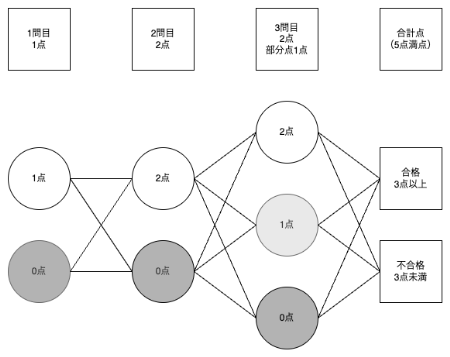 1問目
1点
2問目
2点
3問目
2点
部分点1点
合計点
(5点満点)
1点
0点
2点
0点
2点
1点
0点
合格
3点以上
不合格
3点未満